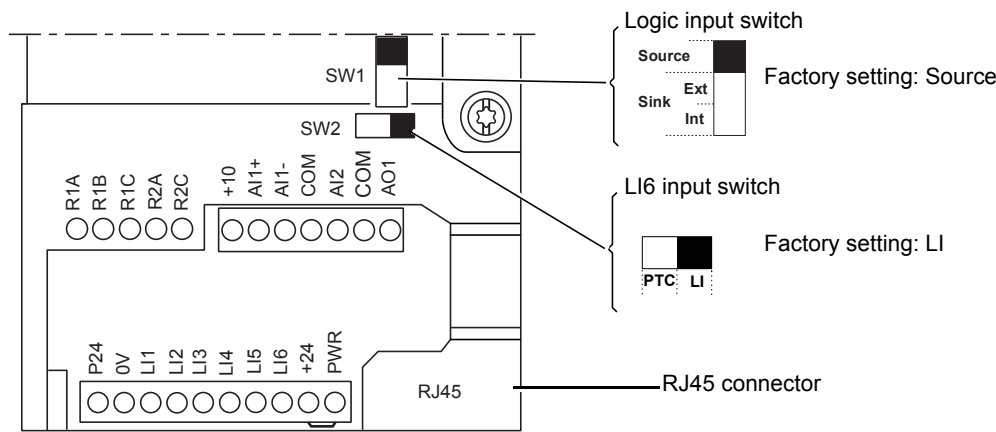 Logic input switch
Source
Sink
Ext
Int
Factory setting: Source
SW1
SW2
LI6 input switch
Factory setting: LI
PTC LI
R1A R1B R1C R2A R2C
+10 AI1+ AI1- COM AI2 COM AO1
P24 0V LI1 LI2 LI3 LI4 LI5 LI6 +24 PWR
RJ45
RJ45 connector